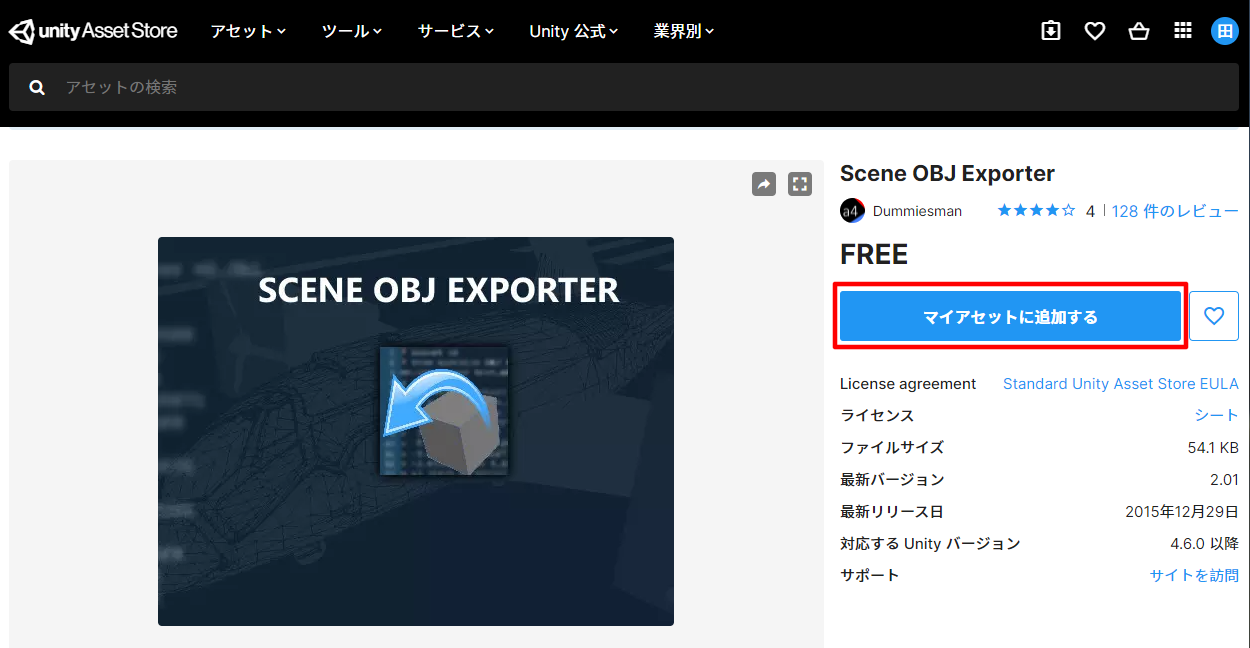 unity Asset Store アセット ツール サービス Unity 公式 業界別 田
アセットの検索
Scene OBJ Exporter
a4 Dummiesman 4 128 件のレビュー
FREE
マイアセットに追加する
SCENE OBJ EXPORTER
License agreement Standard Unity Asset Store EULA
ライセンス シート
ファイルサイズ 54.1 KB
最新バージョン 2.01
最新リリース日 2015年12月29日
対応する Unity バージョン 4.6.0 以降
サポート サイトを訪問